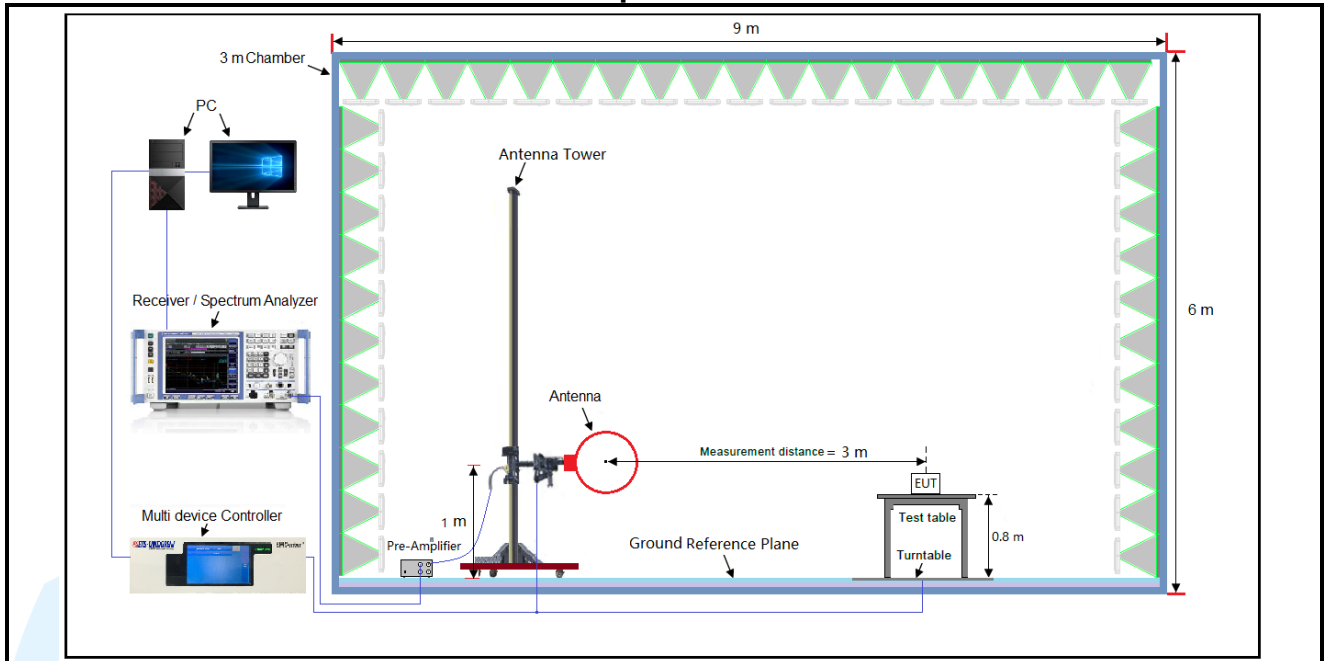 9 m
3 m Chamber
PC
Antenna Tower
6 m
Receiver / Spectrum Analyzer
Antenna
Measurement distance = 3 m
EUT
Multi device Controller
1 m
Test table
0.8 m
Pre-Amplifier
Ground Reference Plane
Turntable